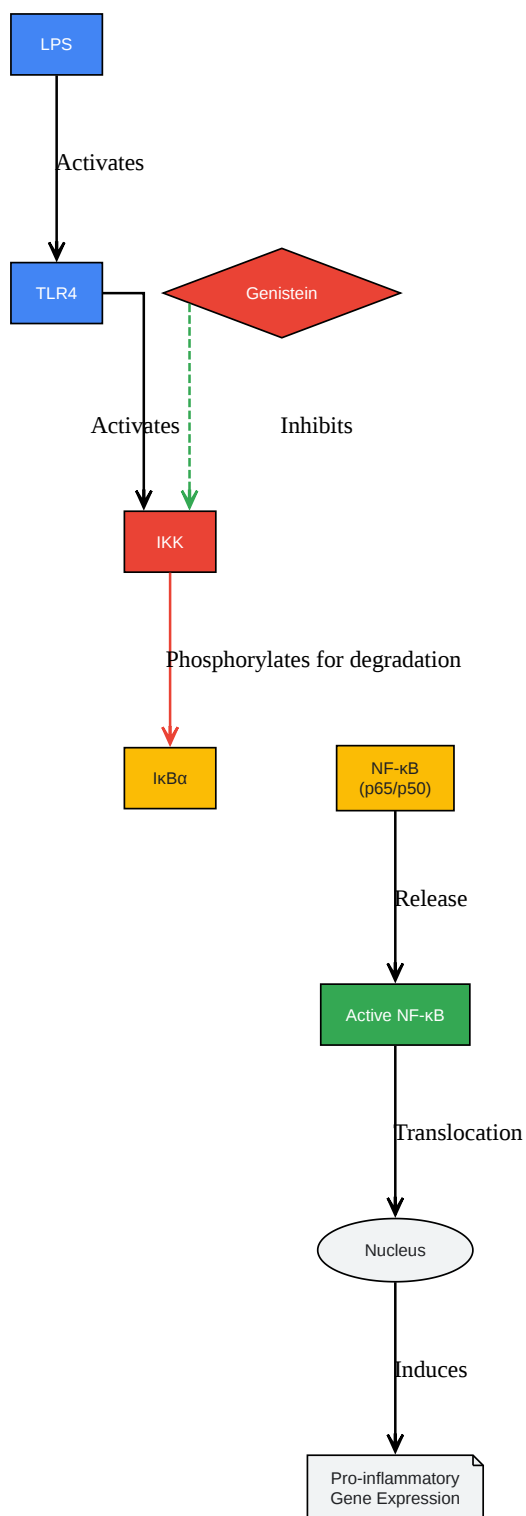 LPS
Activates
TLR4
Genistein
Activates
Inhibits
IKK
Phosphorylates for degradation
IκBα
NF-κB
(p65/p50)
Release
Active NF-κB
Translocation
Nucleus
Induces
Pro-inflammatory
Gene Expression